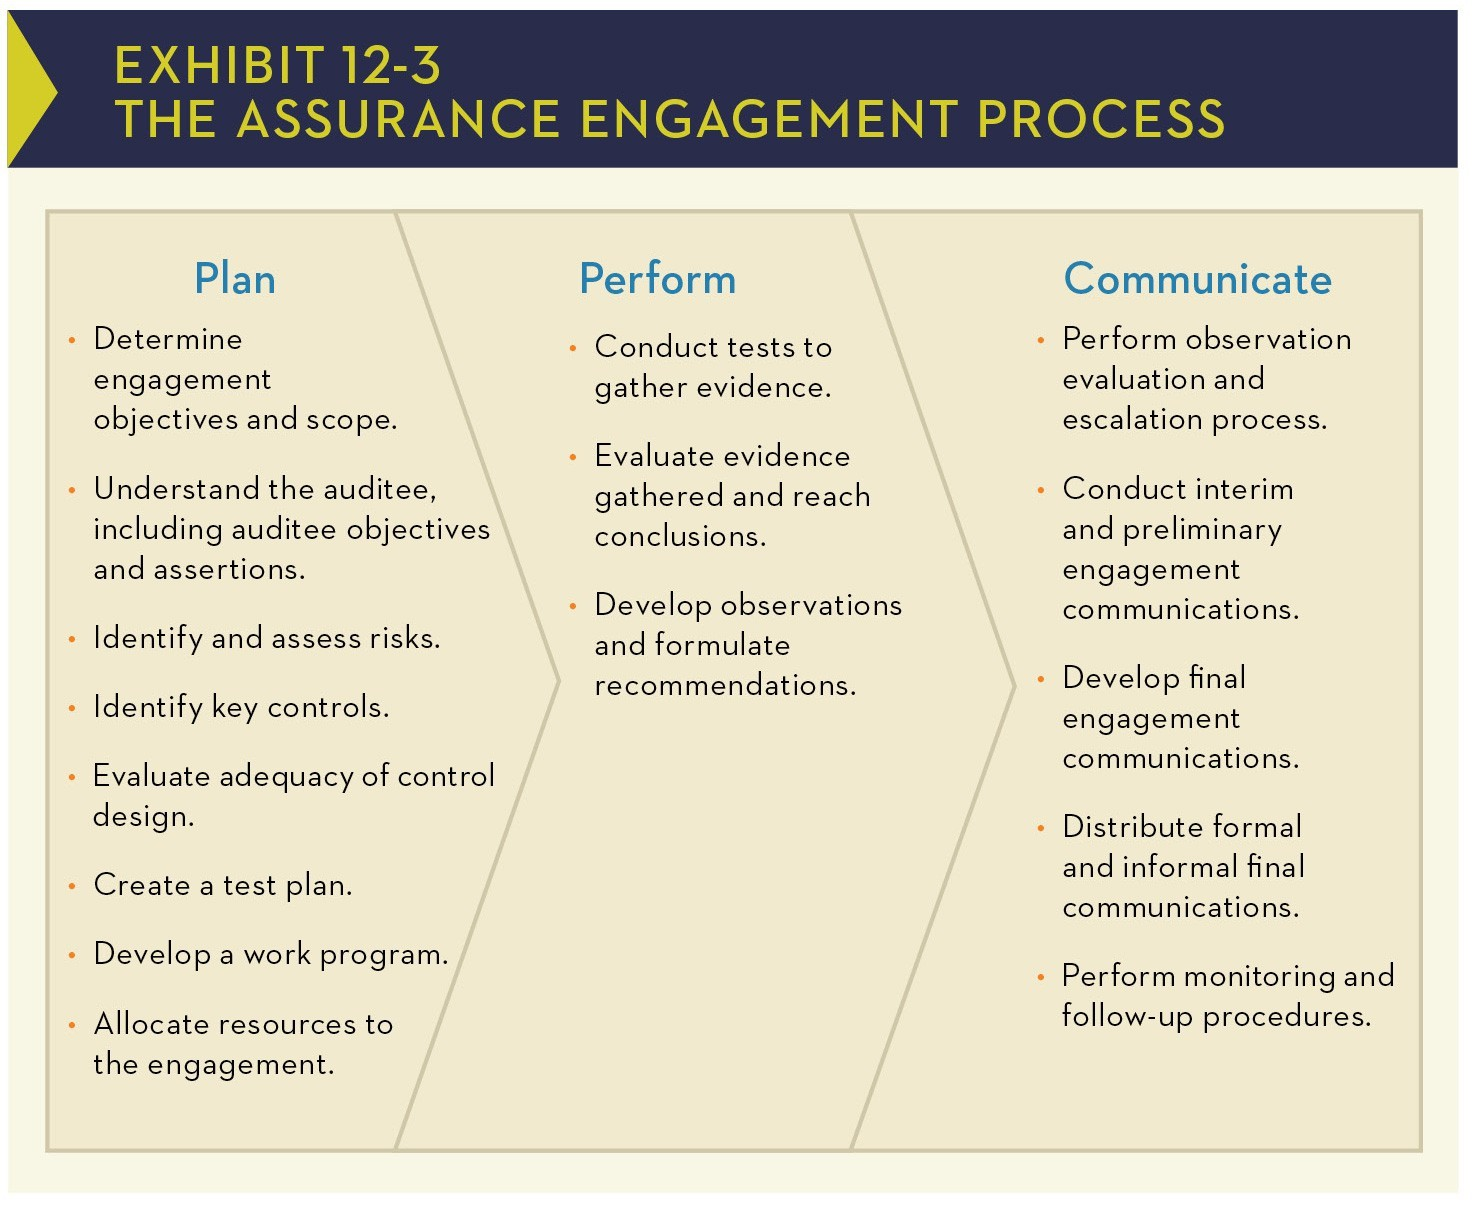 EXHIBIT 12-3
THE ASSURANCE ENGAGEMENT PROCESS
Plan
• Determine
engagement
objectives and scope.
• Understand the auditee,
including auditee objectives
and assertions.
• Identify and assess risks.
• Identify key controls.
• Evaluate adequacy of control
design.
• Create a test plan.
• Develop a work program.
• Allocate resources to
the engagement.
Perform
• Conduct tests to
gather evidence.
• Evaluate evidence
gathered and reach
conclusions.
• Develop observations
and formulate
recommendations.
Communicate
• Perform observation
evaluation and
escalation process.
• Conduct interim
and preliminary
engagement
communications.
• Develop final
engagement
communications.
• Distribute formal
and informal final
communications.
• Perform monitoring and
follow-up procedures.